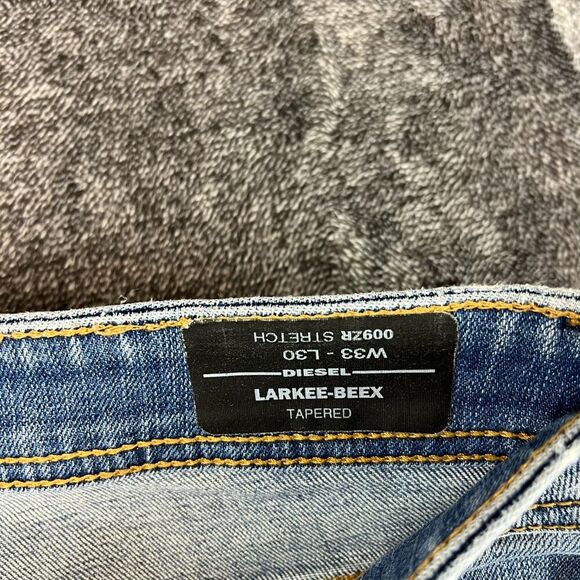 009ZR STRETCH
W33 - L30
DIESEL
LARKEE-BEEX
TAPERED